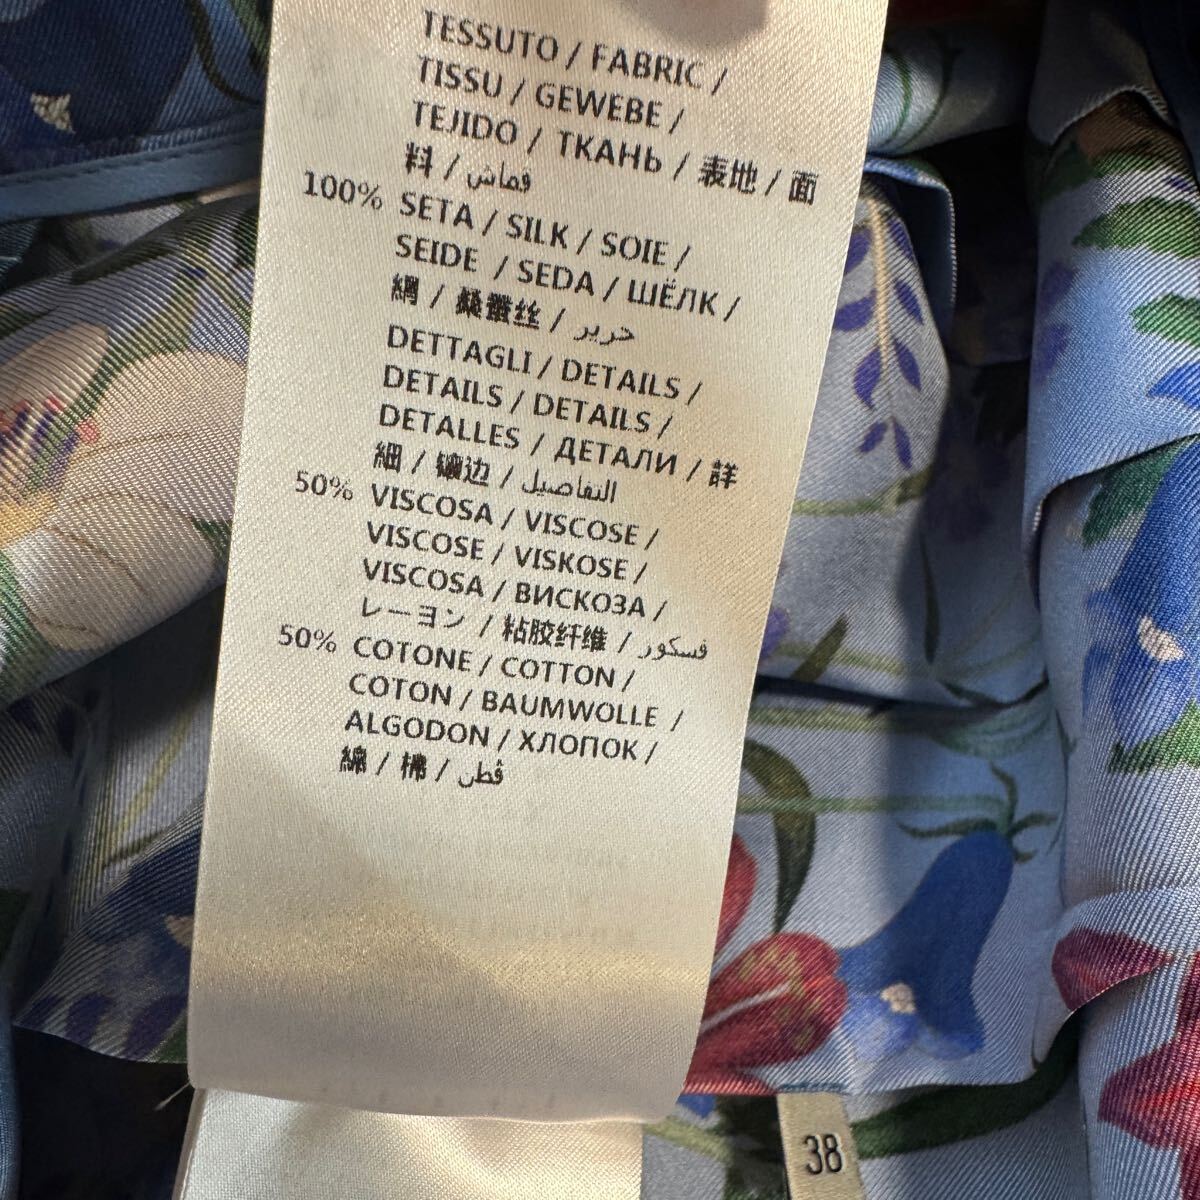 TESSUTO / FABRIC /
TISSU / GEWEBE /
TEJIDO / ТКАНЬ / 表地 / 面
料 / قماش
100% SETA / SILK / SOIE /
SEIDE / SEDA / ШЁЛК /
絹 / 桑蚕丝 / حرير
DETTAGLI / DETAILS /
DETAILS / DETAILS /
DETALLES / ДЕТАЛИ / 詳
細 / 镶边 / التفاصيل
50% VISCOSA / VISCOSE /
VISCOSE / VISKOSE /
VISCOSA / ВИСКОЗА /
レーヨン / 粘胶纤维 / فسكور
50% COTONE / COTTON /
COTON / BAUMWOLLE /
ALGODON / ХЛОПОК /
綿 / 棉 / قطن
38